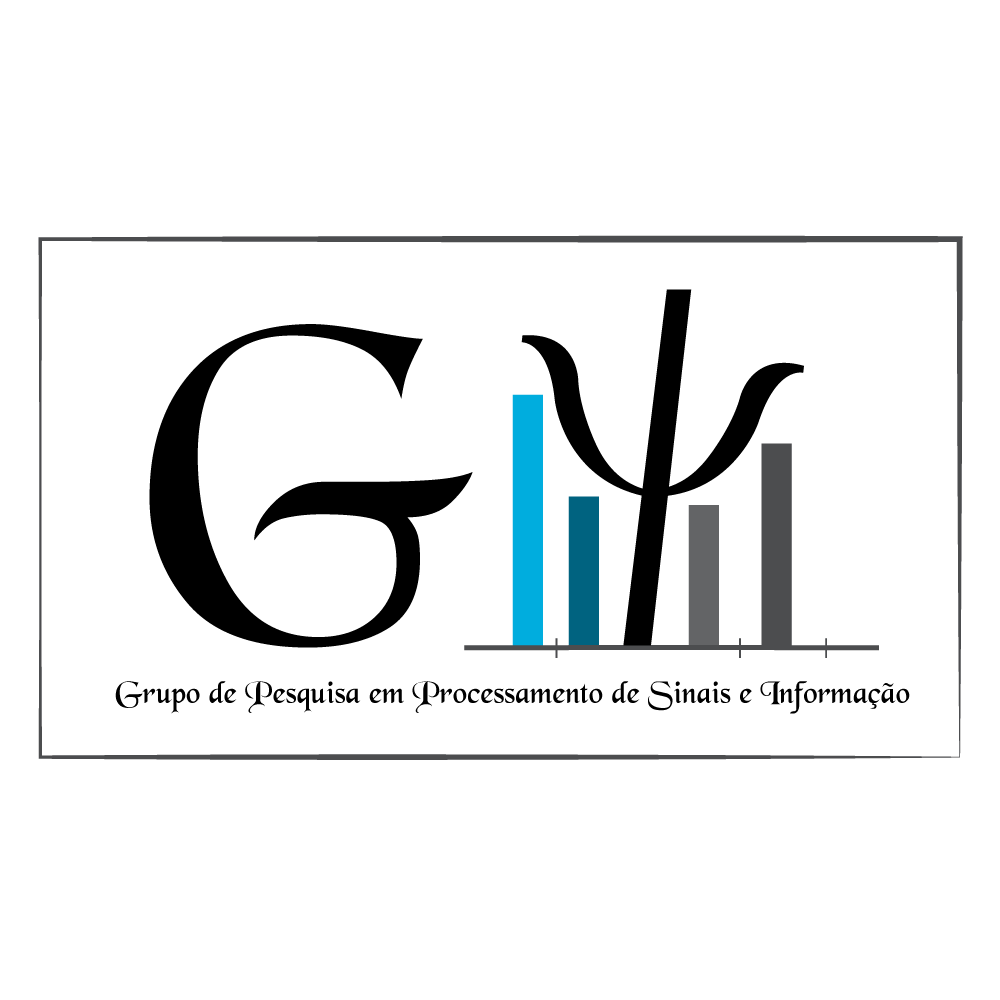 GΨ
Grupo de Pesquisa em Processamento de Sinais e Informação